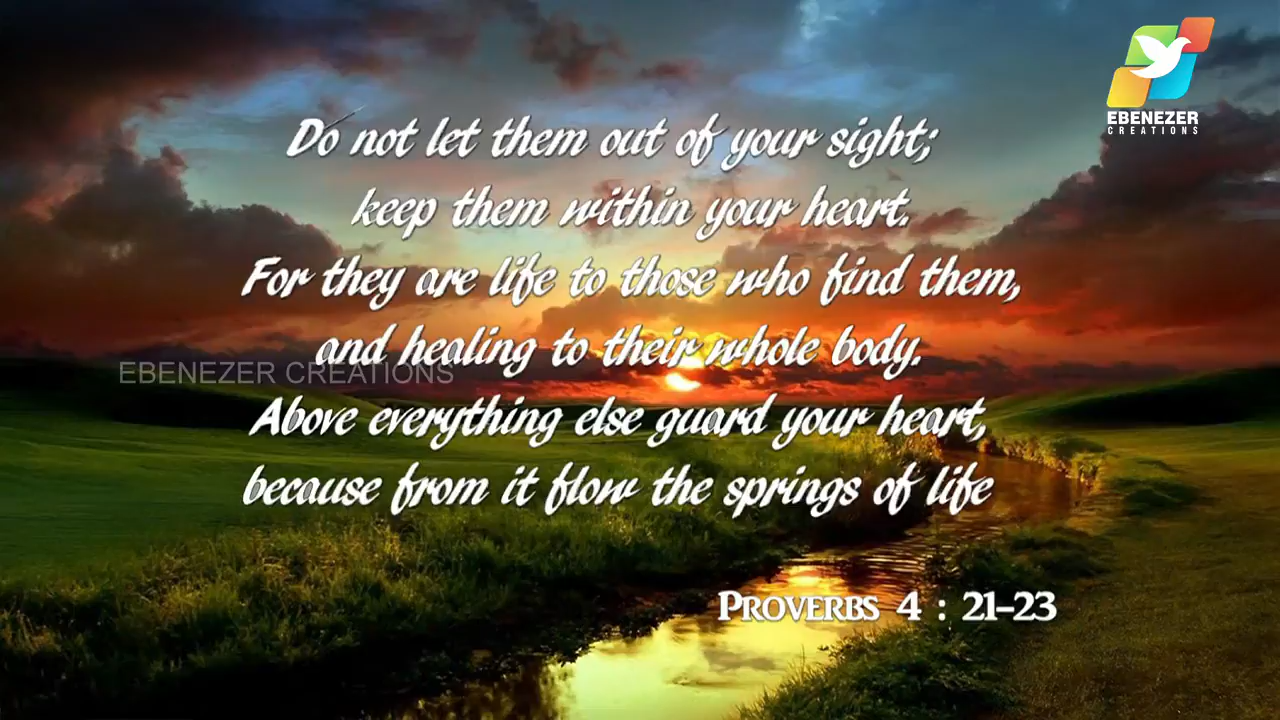 EBENEZER
CREATIONS
Do not let them out of your sight;
keep them within your heart.
For they are life to those who find them,
and healing to their whole body.
EBENEZER CREATIONS
Above everything else guard your heart,
because from it flow the springs of life
PROVERBS 4 : 21-23